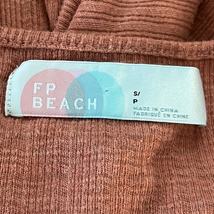 FP
BEACH
S/
P
MADE IN CHINA
FABRIQUÉ EN CHINE